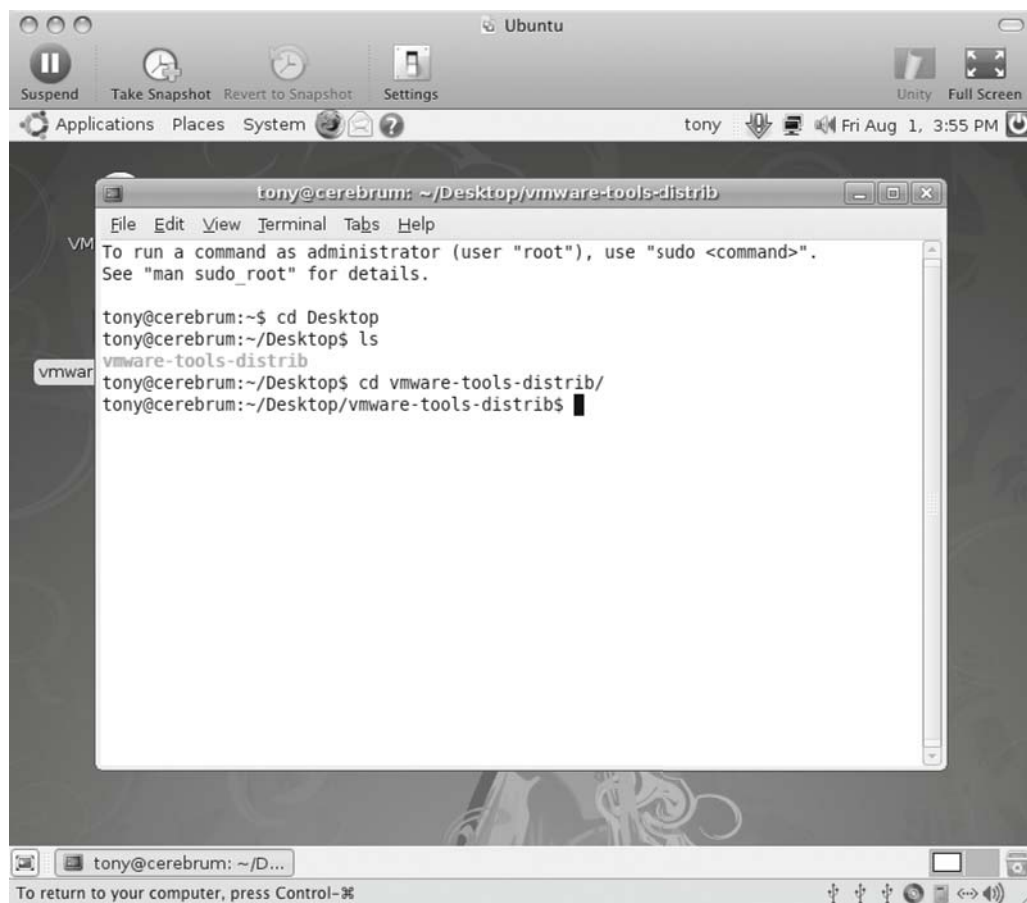 Ubuntu
Suspend Take Snapshot Revert to Snapshot Settings Unity Full Screen
Applications Places System tony Fri Aug 1, 3:55 PM
tony@cerebrum: ~/Desktop/vmware-tools-distrib
File Edit View Terminal Tabs Help
VM
To run a command as administrator (user "root"), use "sudo <command>".
See "man sudo_root" for details.
tony@cerebrum:~$ cd Desktop
tony@cerebrum:~/Desktop$ ls
vmware-tools-distrib
vmwar
tony@cerebrum:~/Desktop$ cd vmware-tools-distrib/
tony@cerebrum:~/Desktop/vmware-tools-distrib$
tony@cerebrum: ~/D...
To return to your computer, press Control-⌘